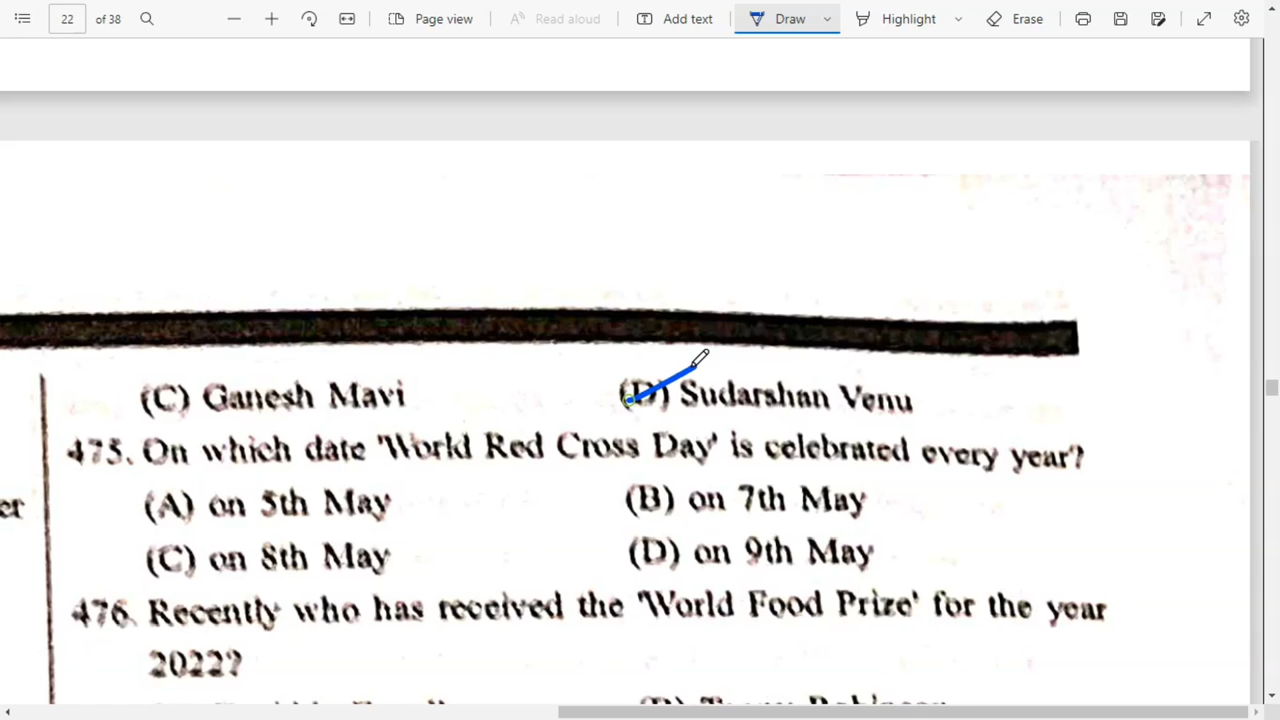 22 of 38 Page view Read aloud Add text Draw Highlight Erase
(C) Ganesh Mavi (D) Sudarshan Venu
475. On which date 'World Red Cross Day' is celebrated every year?
er (A) on 5th May (B) on 7th May
(C) on 8th May (D) on 9th May
476. Recently who has received the 'World Food Prize' for the year
2022?